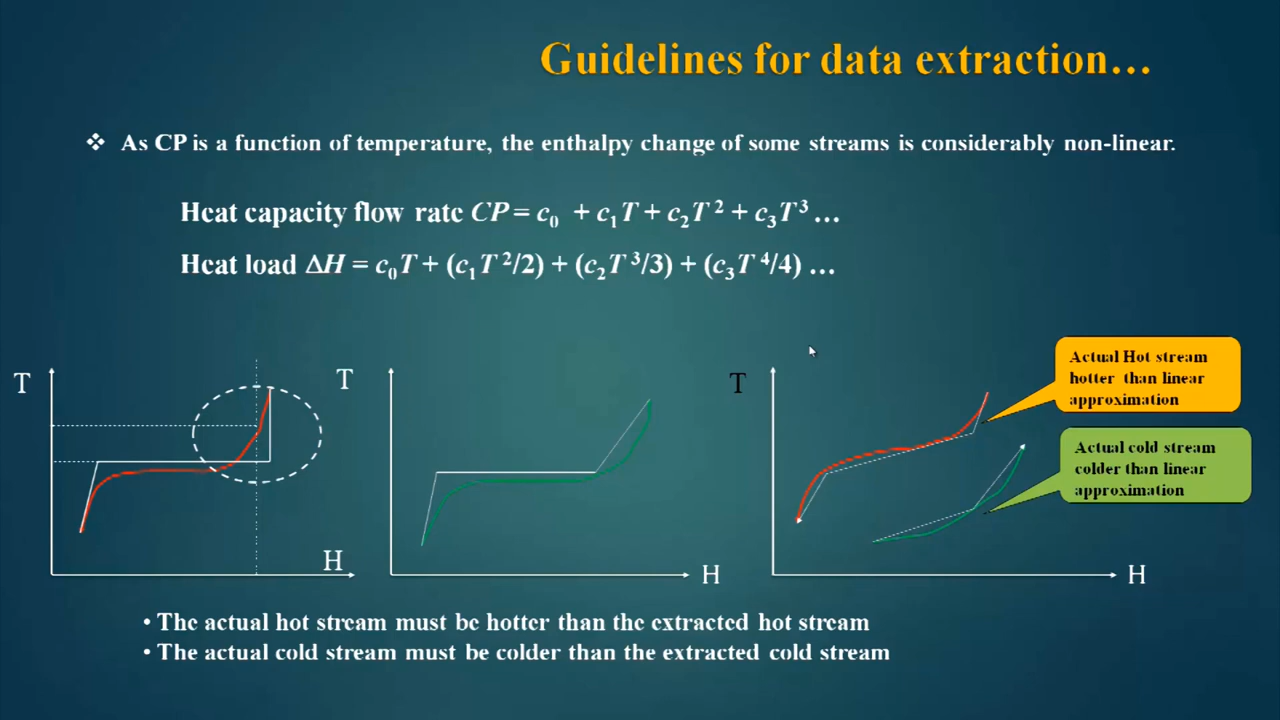 Guidelines for data extraction…
❖ As CP is a function of temperature, the enthalpy change of some streams is considerably non-linear.
Heat capacity flow rate CP = c₀ + c₁T + c₂T² + c₃T³ …
Heat load ΔH = c₀T + (c₁T²/2) + (c₂T³/3) + (c₃T⁴/4) …
T
H
T
H
T
H
Actual Hot stream
hotter than linear
approximation
Actual cold stream
colder than linear
approximation
• The actual hot stream must be hotter than the extracted hot stream
• The actual cold stream must be colder than the extracted cold stream